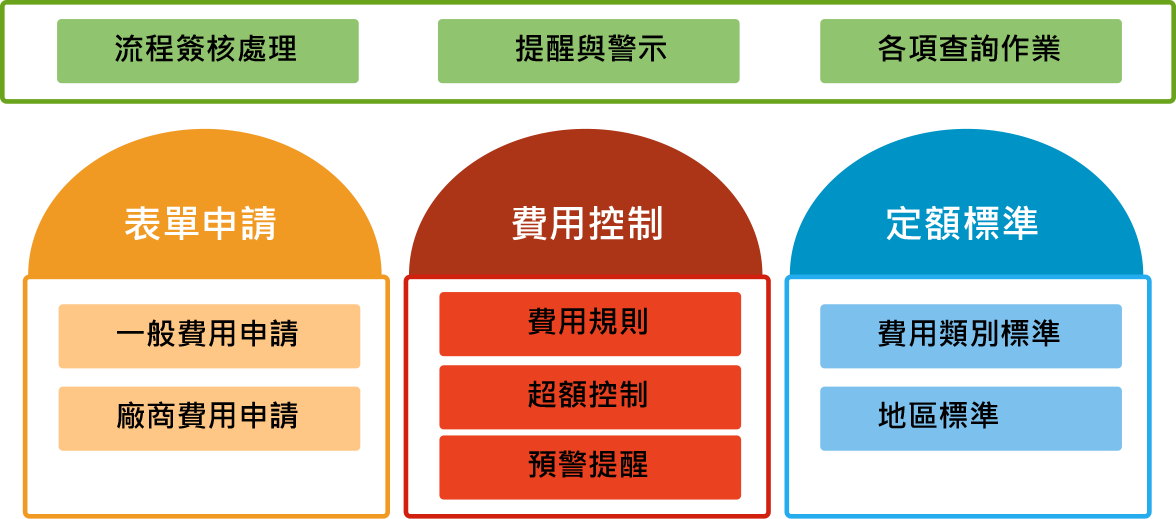 流程簽核處理
提醒與警示
各項查詢作業
表單申請
一般費用申請
廠商費用申請
費用控制
費用規則
超額控制
預警提醒
定額標準
費用類別標準
地區標準